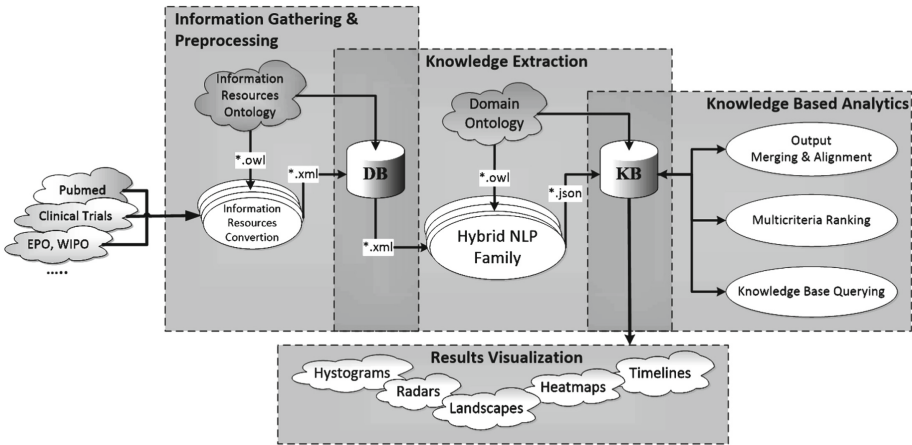 Information Gathering &
Preprocessing
Knowledge Extraction
Knowledge Based Analytics
Information
Resources
Ontology
Domain
Ontology
Output
Merging & Alignment
*.owl
*.xml
DB
*.owl
*.json
KB
Pubmed
Clinical Trials
EPO, WIPO
.....
Information
Resources
Convertion
*.xml
Hybrid NLP
Family
Multicriteria Ranking
Knowledge Base Querying
Results Visualization
Hystograms
Radars
Landscapes
Heatmaps
Timelines